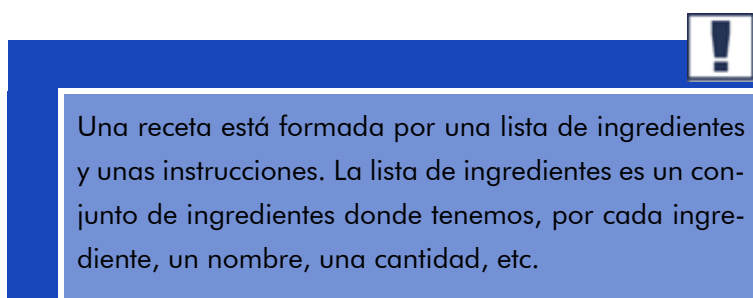 Una receta está formada por una lista de ingredientes
y unas instrucciones. La lista de ingredientes es un con-
junto de ingredientes donde tenemos, por cada ingre-
diente, un nombre, una cantidad, etc.